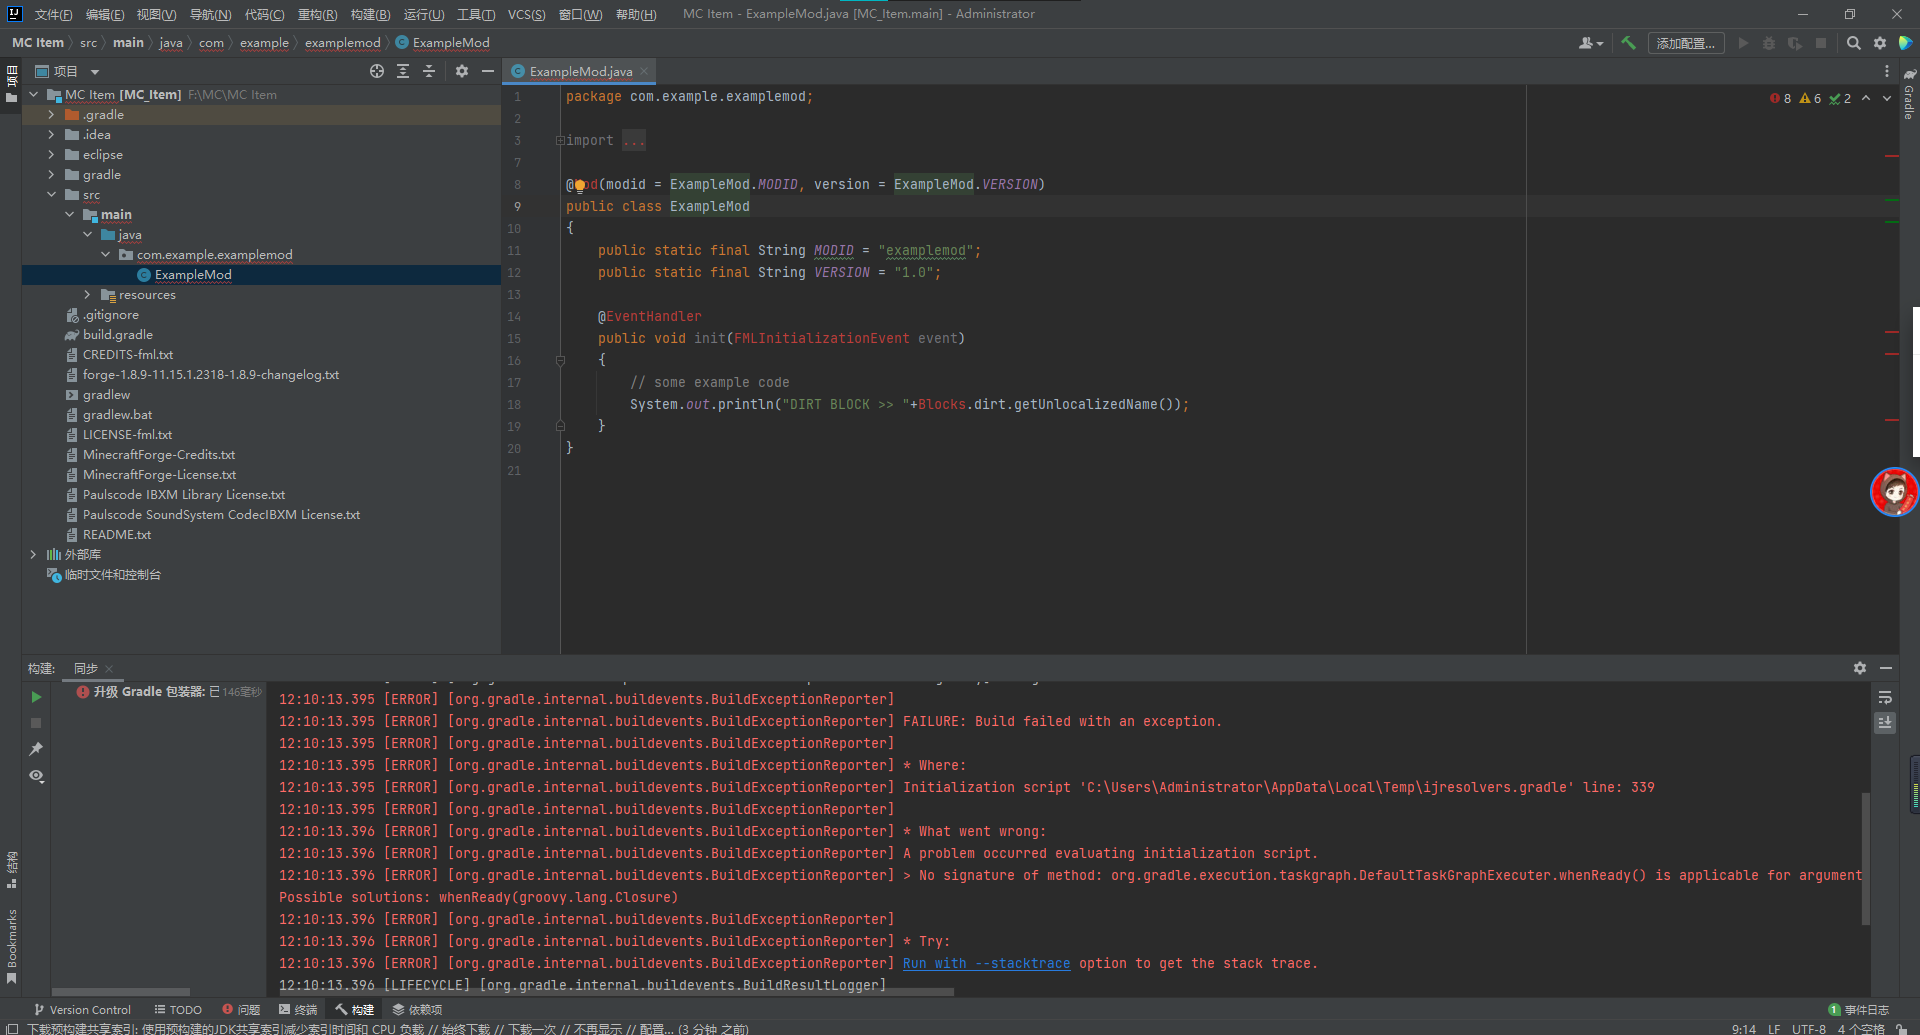 文件(F) 编辑(E) 视图(V) 导航(N) 代码(C) 重构(R) 构建(B) 运行(U) 工具(T) VCS(S) 窗口(W) 帮助(H) MC Item - ExampleMod.java [MC_Item.main] - Administrator
MC Item src main java com example examplemod ExampleMod 添加配置...
项目
项目
ExampleMod.java
MC Item [MC_Item] F:\MC\MC Item
.gradle
.idea
eclipse
gradle
src
main
java
com.example.examplemod
ExampleMod
resources
.gitignore
build.gradle
CREDITS-fml.txt
forge-1.8.9-11.15.1.2318-1.8.9-changelog.txt
gradlew
gradlew.bat
LICENSE-fml.txt
MinecraftForge-Credits.txt
MinecraftForge-License.txt
Paulscode IBXM Library License.txt
Paulscode SoundSystem CodecIBXM License.txt
README.txt
外部库
临时文件和控制台
8 6 2
Gradle
1 package com.example.examplemod;
2
3 import ...
7
8 @Mod(modid = ExampleMod.MODID, version = ExampleMod.VERSION)
9 public class ExampleMod
10 {
11 public static final String MODID = "examplemod";
12 public static final String VERSION = "1.0";
13
14 @EventHandler
15 public void init(FMLInitializationEvent event)
16 {
17 // some example code
18 System.out.println("DIRT BLOCK >> "+Blocks.dirt.getUnlocalizedName());
19 }
20 }
21
构建: 同步
升级 Gradle 包装器: 已 146毫秒
12:10:13.395 [ERROR] [org.gradle.internal.buildevents.BuildExceptionReporter]
12:10:13.395 [ERROR] [org.gradle.internal.buildevents.BuildExceptionReporter] FAILURE: Build failed with an exception.
12:10:13.395 [ERROR] [org.gradle.internal.buildevents.BuildExceptionReporter]
12:10:13.395 [ERROR] [org.gradle.internal.buildevents.BuildExceptionReporter] * Where:
12:10:13.395 [ERROR] [org.gradle.internal.buildevents.BuildExceptionReporter] Initialization script 'C:\Users\Administrator\AppData\Local\Temp\ijresolvers.gradle' line: 339
12:10:13.395 [ERROR] [org.gradle.internal.buildevents.BuildExceptionReporter]
12:10:13.396 [ERROR] [org.gradle.internal.buildevents.BuildExceptionReporter] * What went wrong:
12:10:13.396 [ERROR] [org.gradle.internal.buildevents.BuildExceptionReporter] A problem occurred evaluating initialization script.
12:10:13.396 [ERROR] [org.gradle.internal.buildevents.BuildExceptionReporter] > No signature of method: org.gradle.execution.taskgraph.DefaultTaskGraphExecuter.whenReady() is applicable for argument
Possible solutions: whenReady(groovy.lang.Closure)
12:10:13.396 [ERROR] [org.gradle.internal.buildevents.BuildExceptionReporter]
12:10:13.396 [ERROR] [org.gradle.internal.buildevents.BuildExceptionReporter] * Try:
12:10:13.396 [ERROR] [org.gradle.internal.buildevents.BuildExceptionReporter] Run with --stacktrace option to get the stack trace.
12:10:13.396 [LIFECYCLE] [org.gradle.internal.buildevents.BuildResultLogger]
结构
Bookmarks
Version Control TODO 问题 终端 构建 依赖项 1 事件日志
下载预构建共享索引: 使用预构建的JDK共享索引减少索引时间和 CPU 负载 // 始终下载 // 下载一次 // 不再显示 // 配置... (3 分钟 之前) 9:14 LF UTF-8 4 个空格